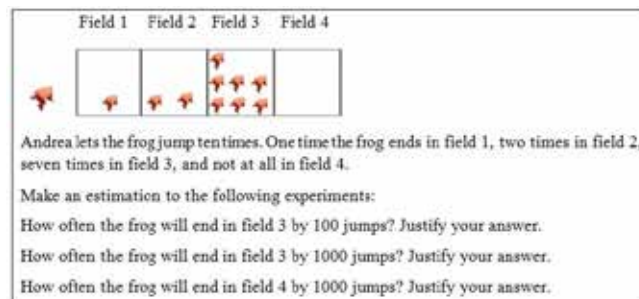 Field 1 Field 2 Field 3 Field 4
Andrea lets the frog jump ten times. One time the frog ends in field 1, two times in field 2,
seven times in field 3, and not at all in field 4.
Make an estimation to the following experiments:
How often the frog will end in field 3 by 100 jumps? Justify your answer.
How often the frog will end in field 3 by 1000 jumps? Justify your answer.
How often the frog will end in field 4 by 1000 jumps? Justify your answer.